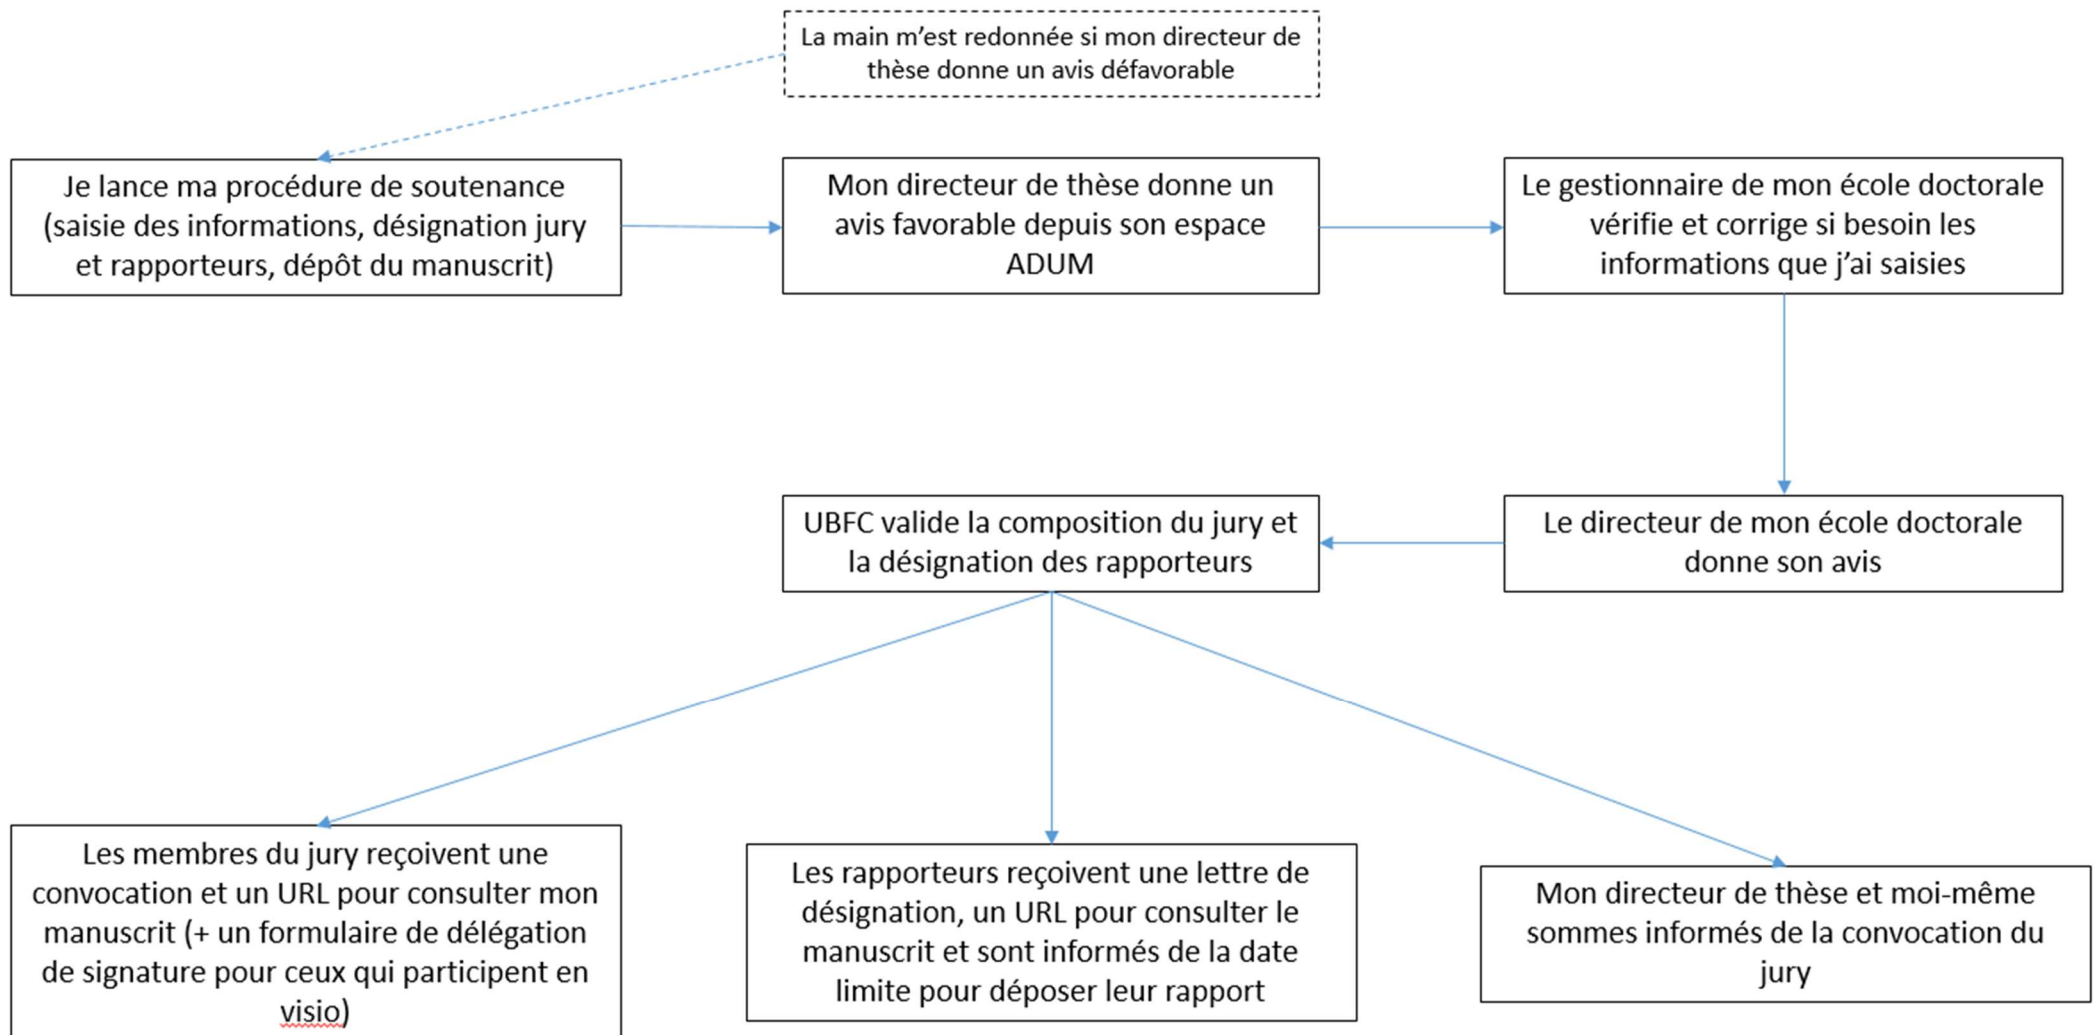 La main m'est redonnée si mon directeur de
thèse donne un avis défavorable
Je lance ma procédure de soutenance
(saisie des informations, désignation jury
et rapporteurs, dépôt du manuscrit)
Mon directeur de thèse donne un
avis favorable depuis son espace
ADUM
Le gestionnaire de mon école doctorale
vérifie et corrige si besoin les
informations que j'ai saisies
UBFC valide la composition du jury et
la désignation des rapporteurs
Le directeur de mon école doctorale
donne son avis
Les membres du jury reçoivent une
convocation et un URL pour consulter mon
manuscrit (+ un formulaire de délégation
de signature pour ceux qui participent en
visio)
Les rapporteurs reçoivent une lettre de
désignation, un URL pour consulter le
manuscrit et sont informés de la date
limite pour déposer leur rapport
Mon directeur de thèse et moi-même
sommes informés de la convocation du
jury